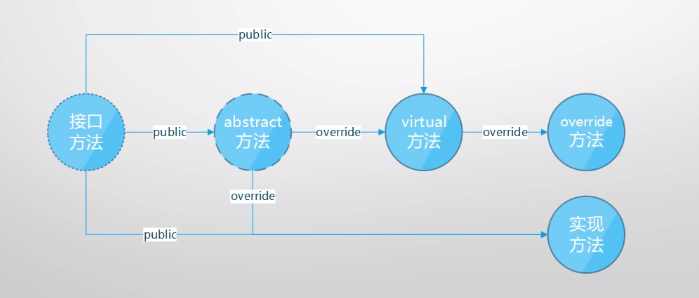 public
接口
方法
public
abstract
方法
override
virtual
方法
override
override
方法
override
public
实现
方法